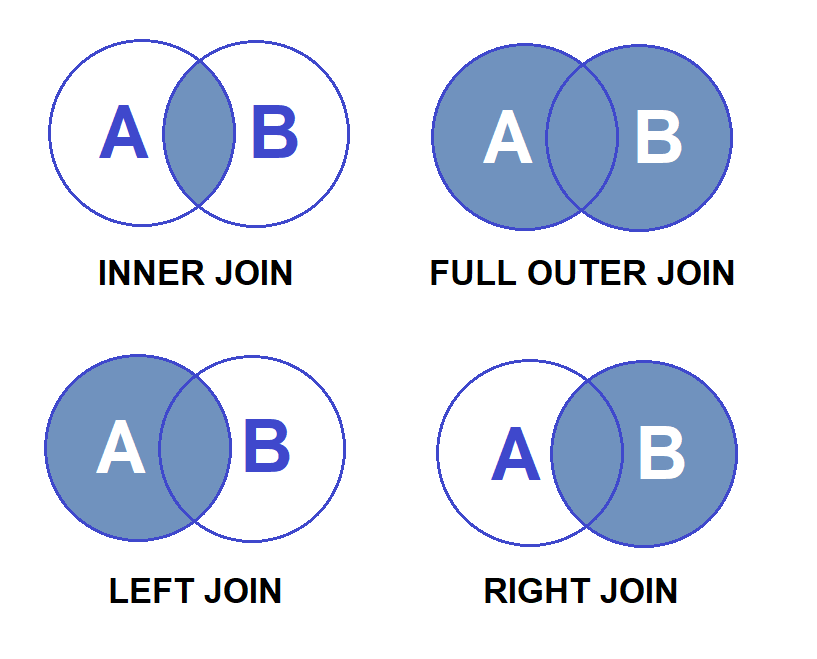 A B
INNER JOIN
A B
FULL OUTER JOIN
A B
LEFT JOIN
A B
RIGHT JOIN